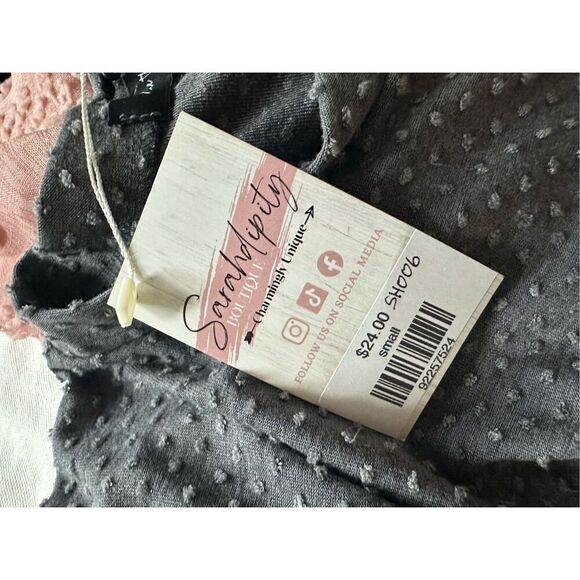 Sarahdipity
BOUTIQUE
Charmingly Unique
FOLLOW US ON SOCIAL MEDIA
$24.00 SH006
small
92257524